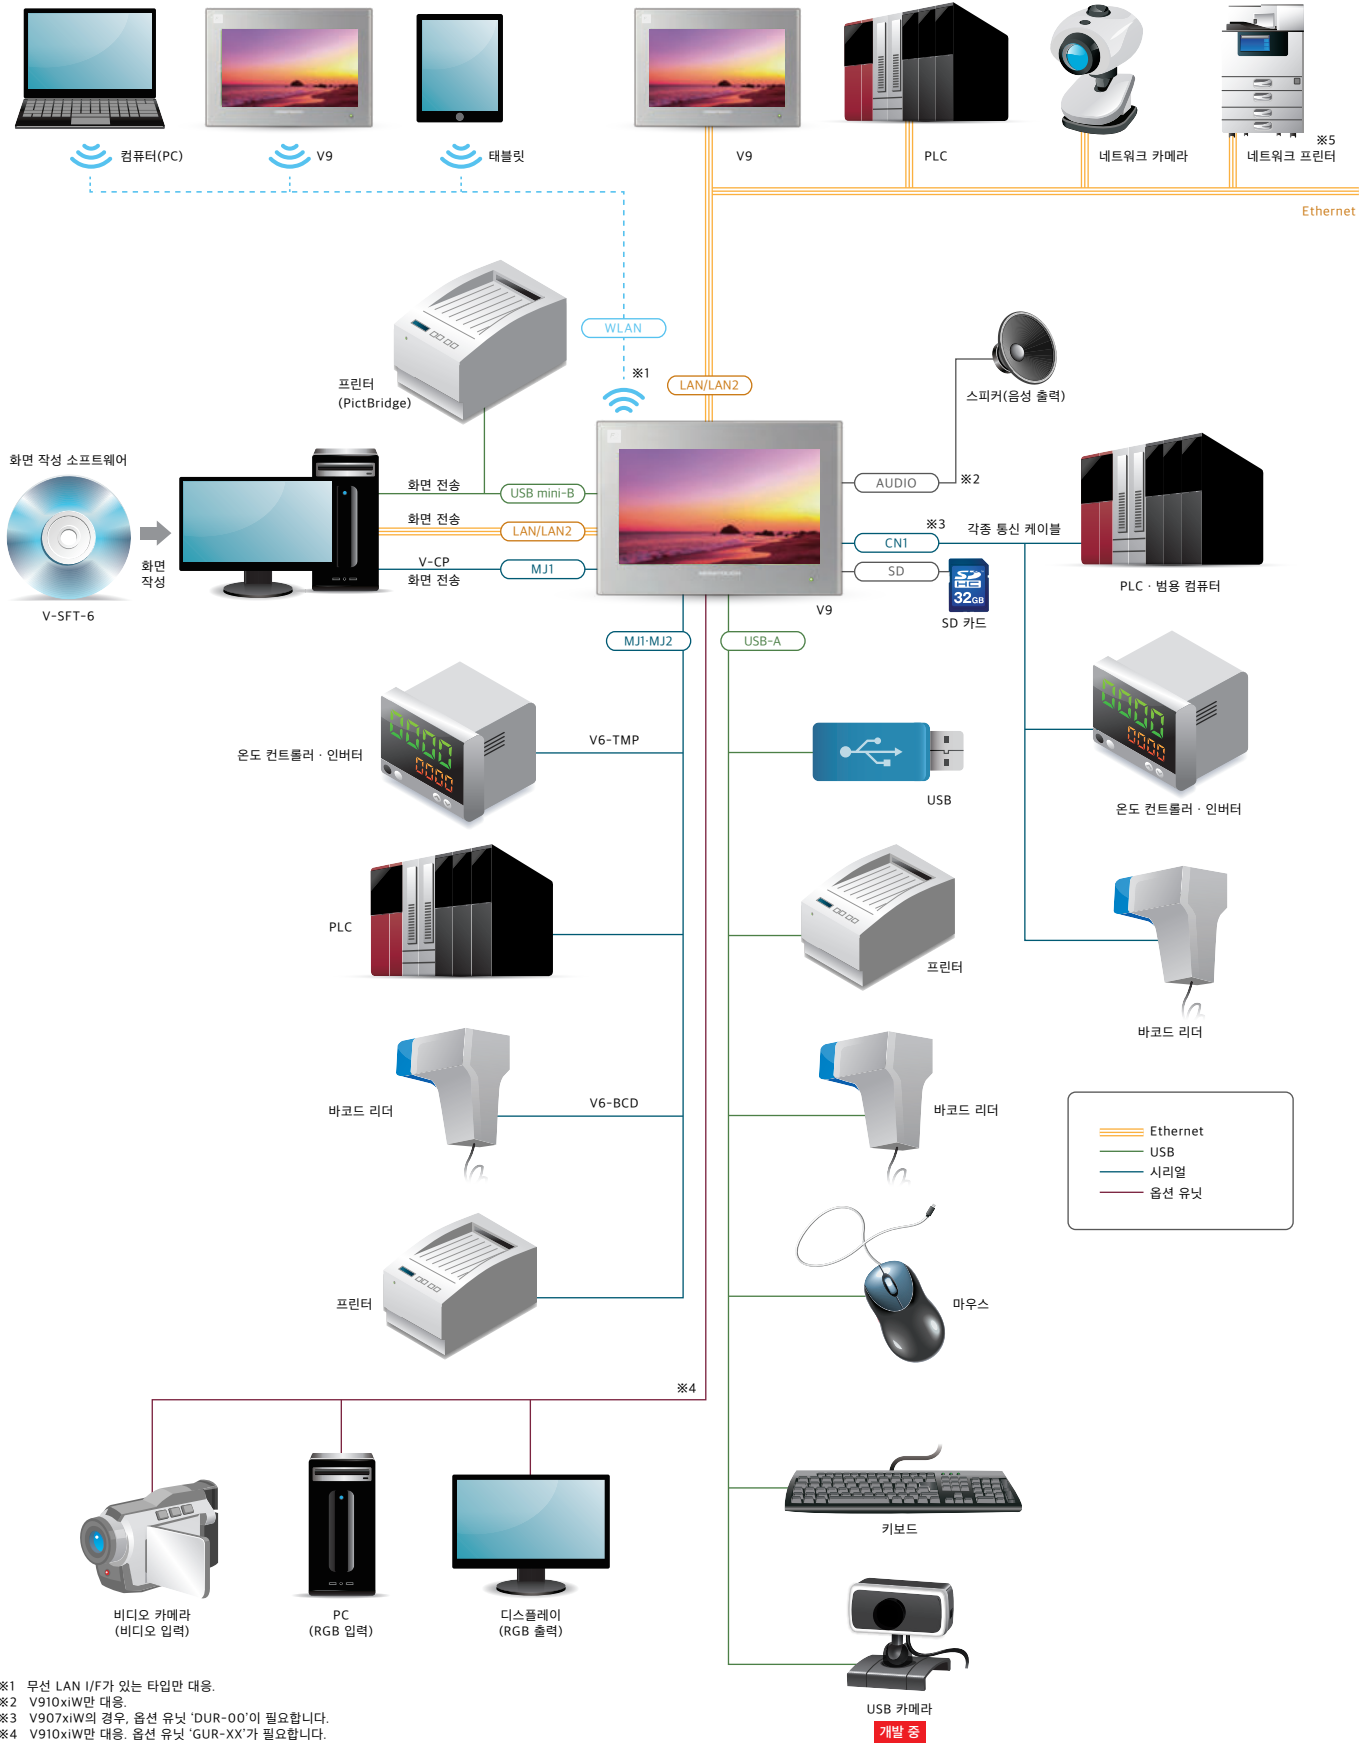 컴퓨터(PC)
V9
태블릿
V9
PLC
네트워크 카메라
※5
네트워크 프린터
Ethernet
WLAN
※1
LAN/LAN2
프린터
(PictBridge)
스피커(음성 출력)
화면 작성 소프트웨어
화면
작성
V-SFT-6
화면 전송
USB mini-B
화면 전송
LAN/LAN2
V-CP
화면 전송
MJ1
AUDIO
※2
※3
CN1
각종 통신 케이블
SD
32GB
SD 카드
V9
PLC · 범용 컴퓨터
MJ1·MJ2
USB-A
온도 컨트롤러 · 인버터
V6-TMP
USB
온도 컨트롤러 · 인버터
PLC
프린터
바코드 리더
바코드 리더
V6-BCD
바코드 리더
Ethernet
USB
시리얼
옵션 유닛
프린터
마우스
※4
키보드
비디오 카메라
(비디오 입력)
PC
(RGB 입력)
디스플레이
(RGB 출력)
USB 카메라
개발 중
※1 무선 LAN I/F가 있는 타입만 대응.
※2 V910xiW만 대응.
※3 V907xiW의 경우, 옵션 유닛 ‘DUR-00’이 필요합니다.
※4 V910xiW만 대응. 옵션 유닛 ‘GUR-XX’가 필요합니다.